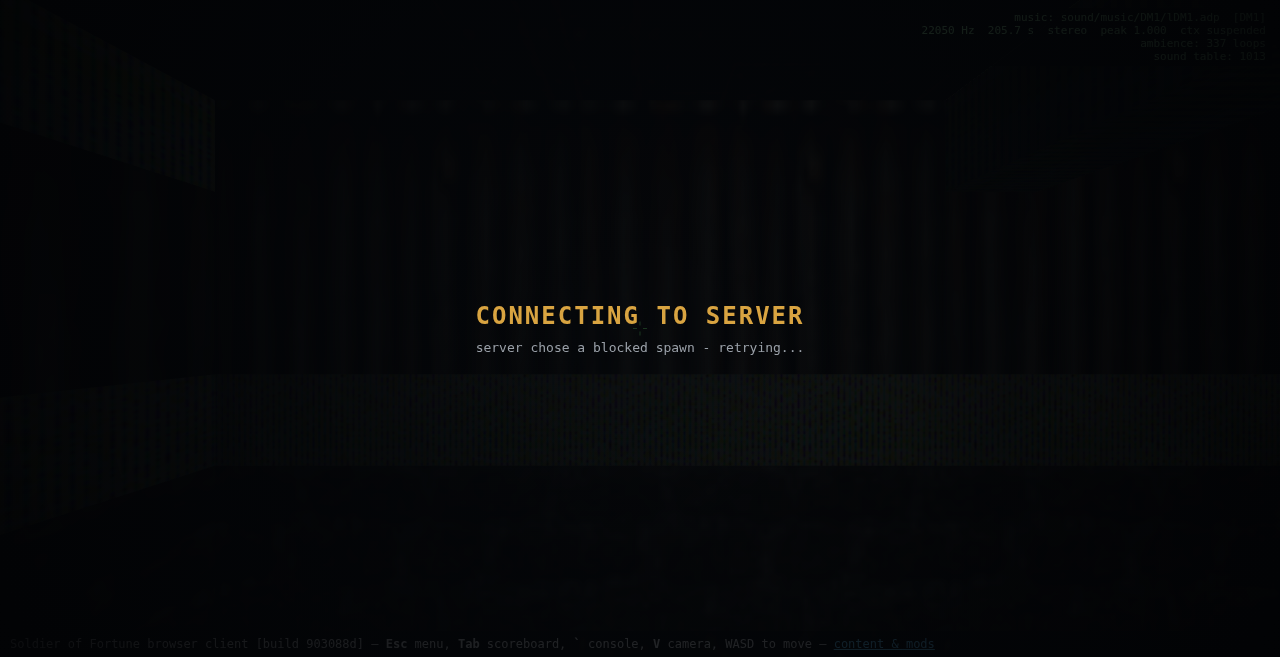 music: sound/music/DM1/lDM1.adp [DM1]
22050 Hz 205.7 s stereo peak 1.000 ctx suspended
ambience: 337 loops
sound table: 1013
CONNECTING TO SERVER
server chose a blocked spawn - retrying...
Soldier of Fortune browser client [build 903088d] — Esc menu, Tab scoreboard, ` console, V camera, WASD to move — content & mods